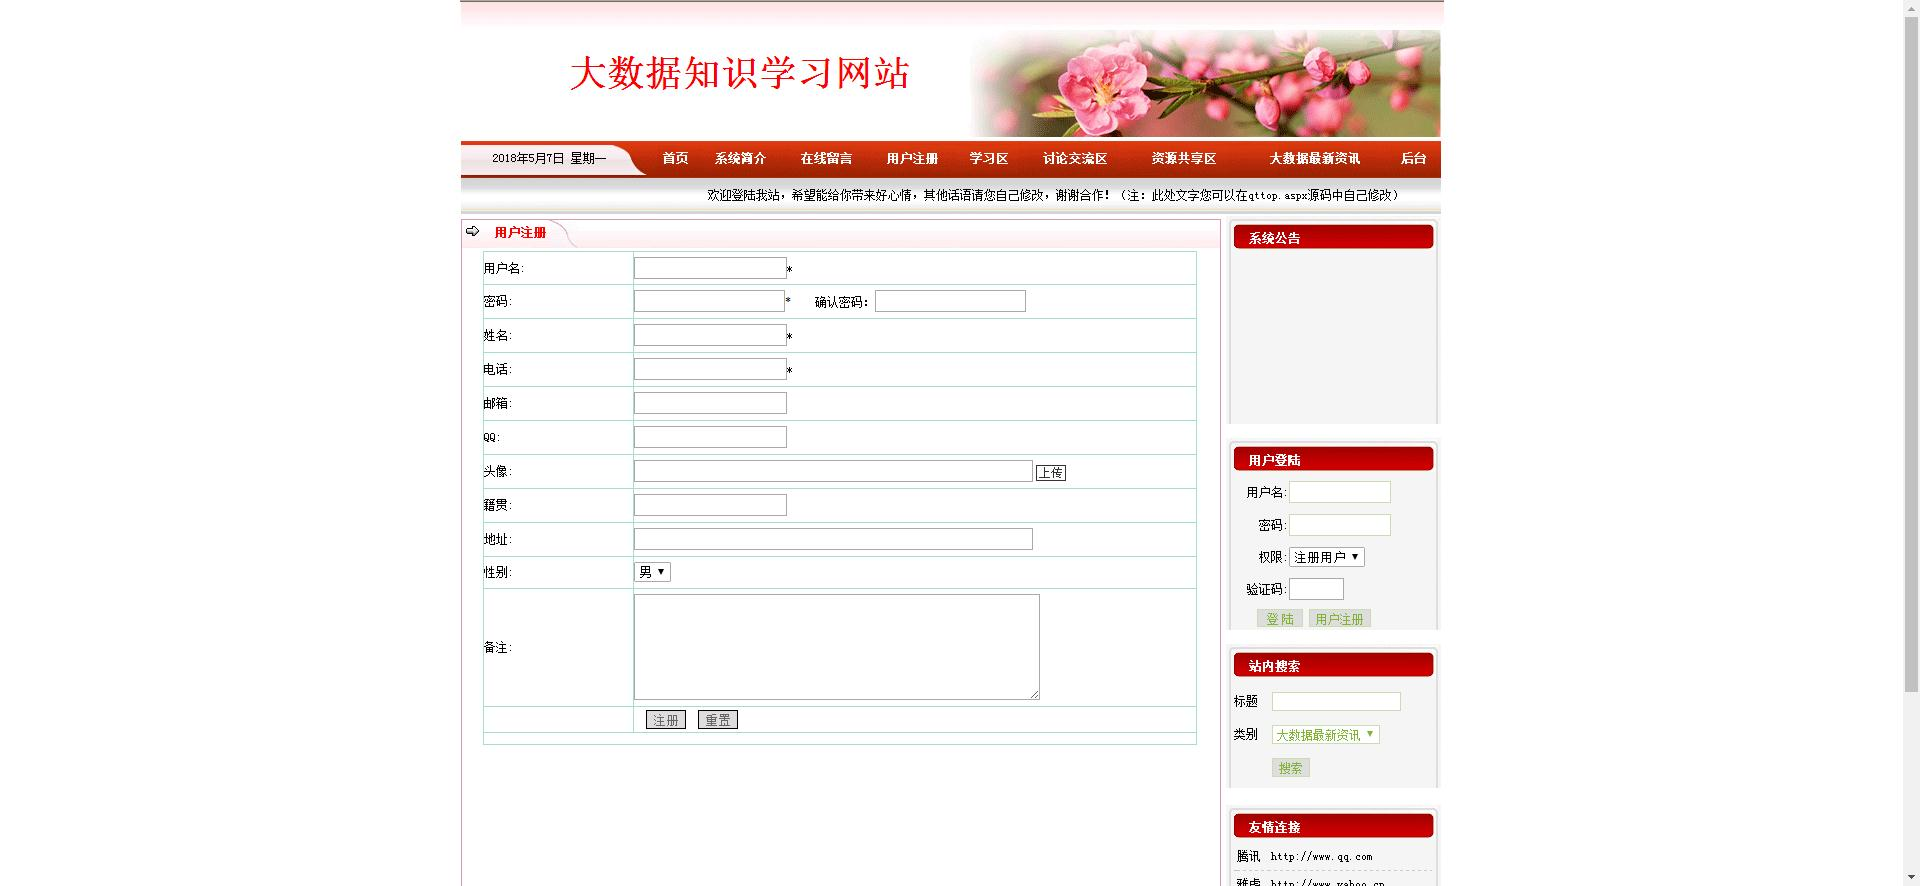 大数据知识学习网站
2018年5月7日 星期一 首页 系统简介 在线留言 用户注册 学习区 讨论交流区 资源共享区 大数据最新资讯 后台
欢迎登陆我站，希望能给你带来好心情，其他话语请您自己修改，谢谢合作！（注：此处文字您可以在qttop.aspx源码中自己修改）
用户注册
用户名: *
密码: * 确认密码:
姓名: *
电话: *
邮箱:
QQ:
头像: 上传
籍贯:
地址:
性别: 男
备注:
注册 重置
系统公告
用户登陆
用户名:
密码:
权限: 注册用户
验证码:
登陆 用户注册
站内搜索
标题
类别 大数据最新资讯
搜索
友情连接
腾讯 http://www.qq.com
雅虎 http://www.yahoo.cn